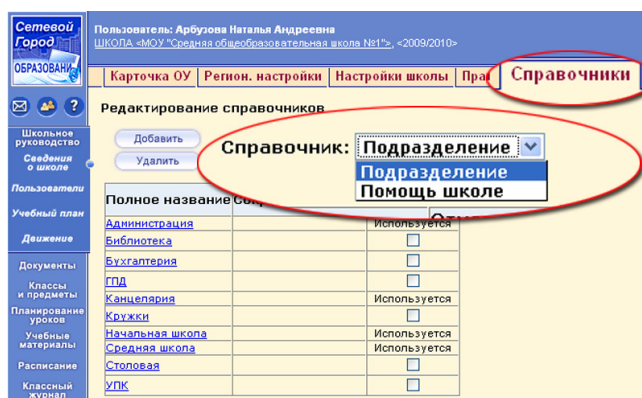 Сетевой
Город
ОБРАЗОВАНИЕ
Пользователь: Арбузова Наталья Андреевна
ШКОЛА <МОУ "Средняя общеобразовательная школа №1">, <2009/2010>
Карточка ОУ Регион. настройки Настройки школы Пра Справочники
Редактирование справочников
Добавить
Удалить
Справочник: Подразделение
Подразделение
Помощь школе
Полное название
Администрация Используется
Библиотека
Бухгалтерия
ГПД
Канцелярия Используется
Кружки
Начальная школа Используется
Средняя школа Используется
Столовая
УПК
Школьное
руководство
Сведения
о школе
Пользователи
Учебный план
Движение
Документы
Классы
и предметы
Планирование
уроков
Учебные
материалы
Расписание
Классный
журнал